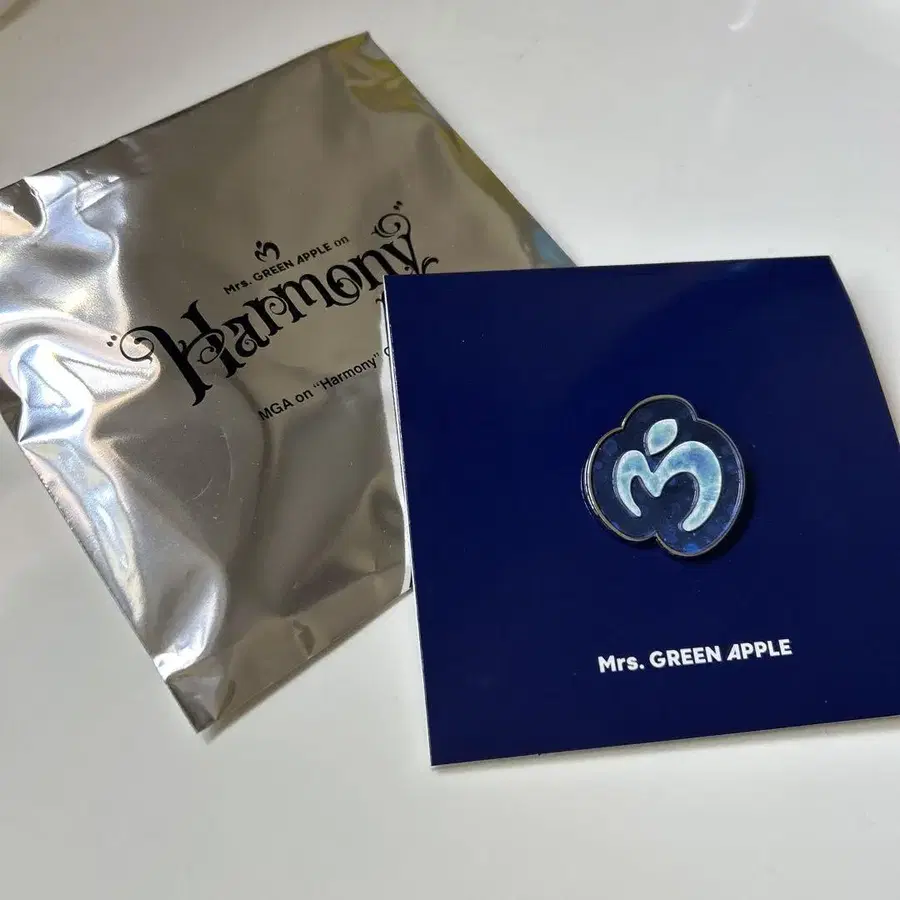 Mrs. GREEN APPLE on
"Harmony"
MGA on "Harmony"
Mrs. GREEN APPLE